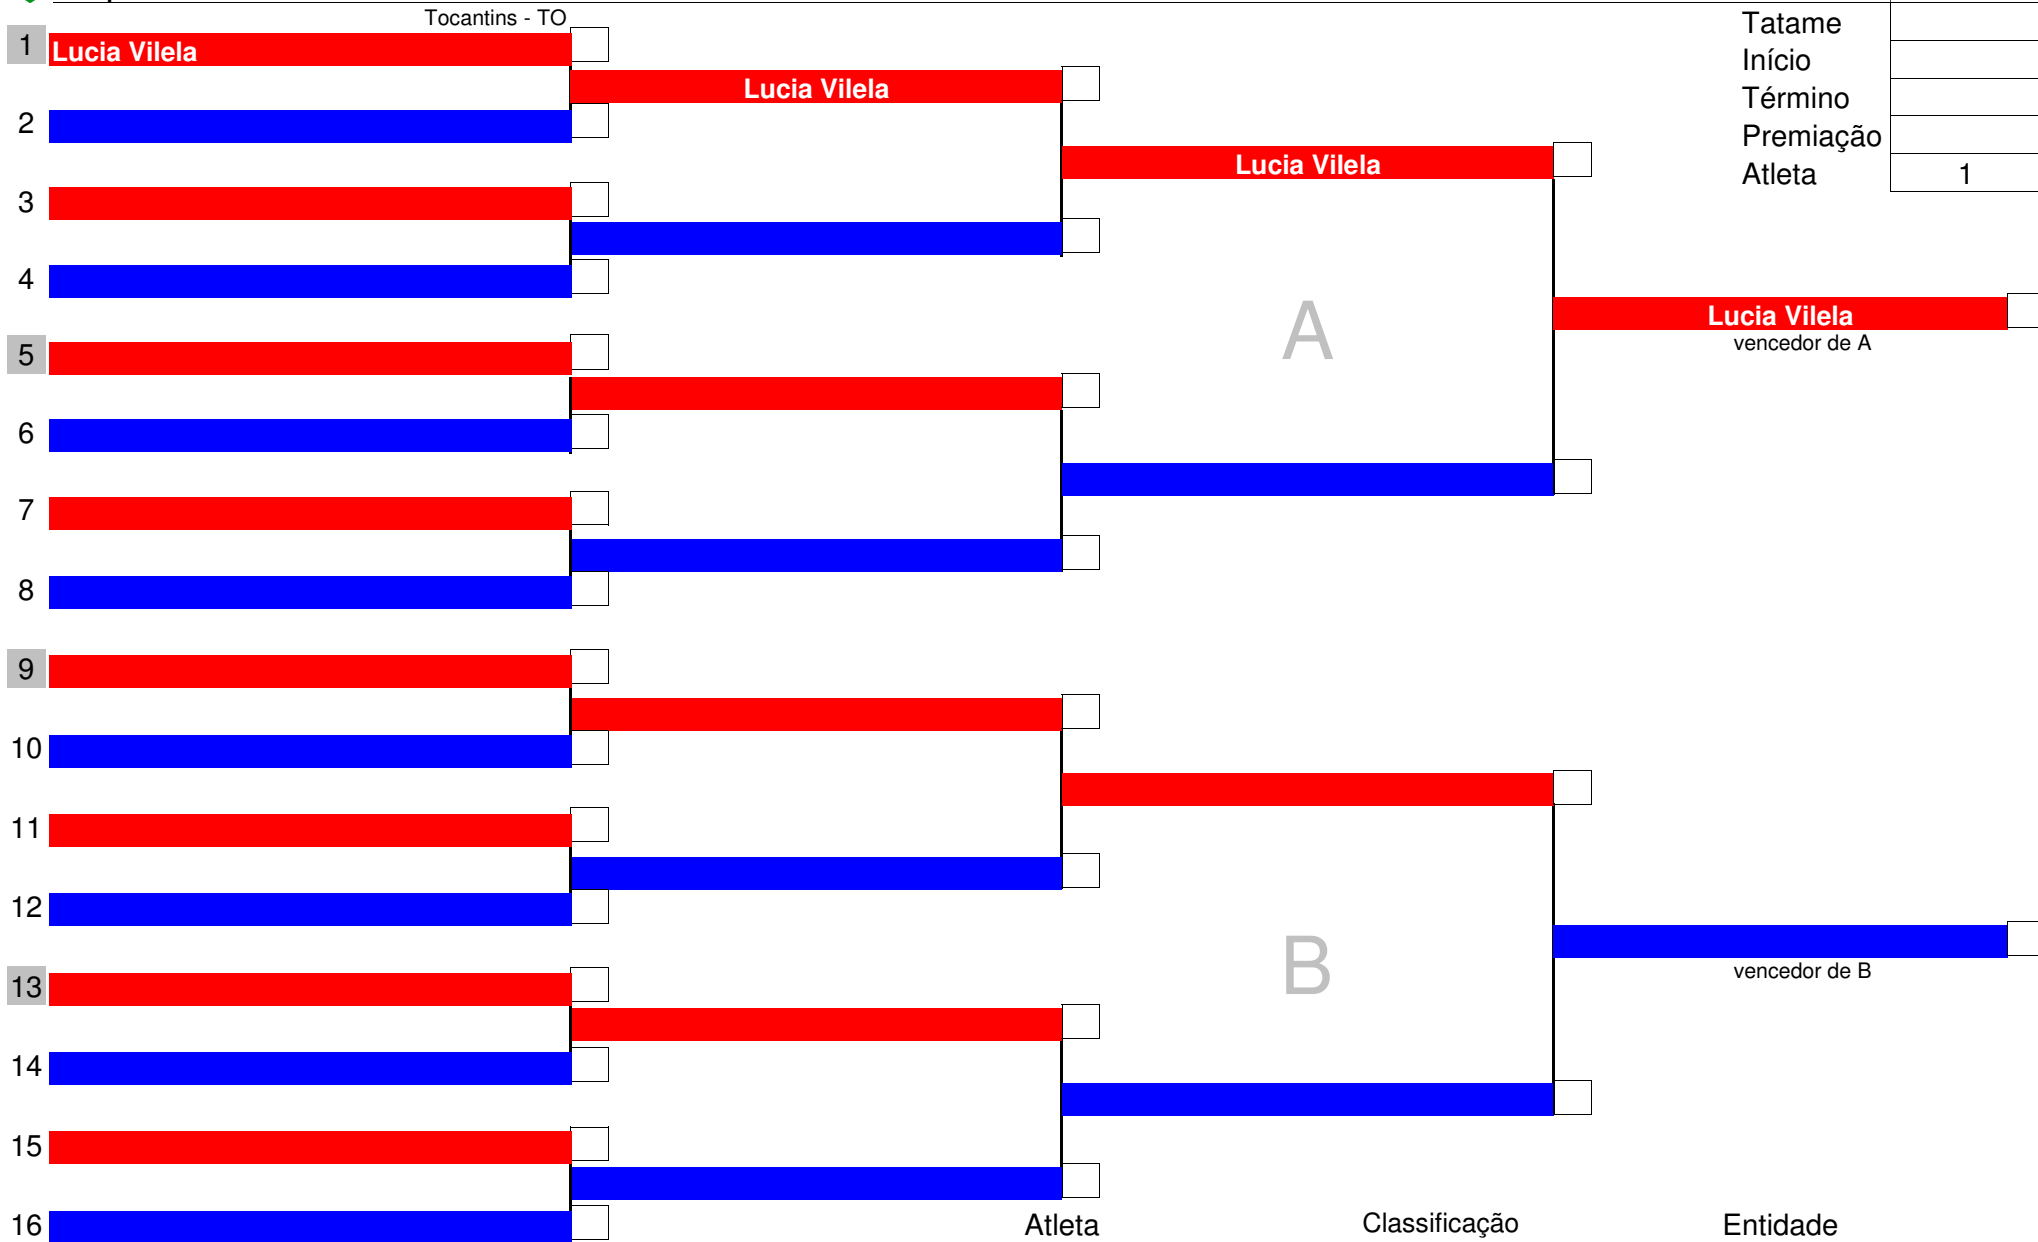 Tocantins - TO
Tatame
1 Lucia Vilela
Início
Lucia Vilela
Término
2
Premiação
Lucia Vilela
Atleta 1
3
4
A
Lucia Vilela
vencedor de A
5
6
7
8
9
10
11
12
B
vencedor de B
13
14
15
16
Atleta Classificação Entidade